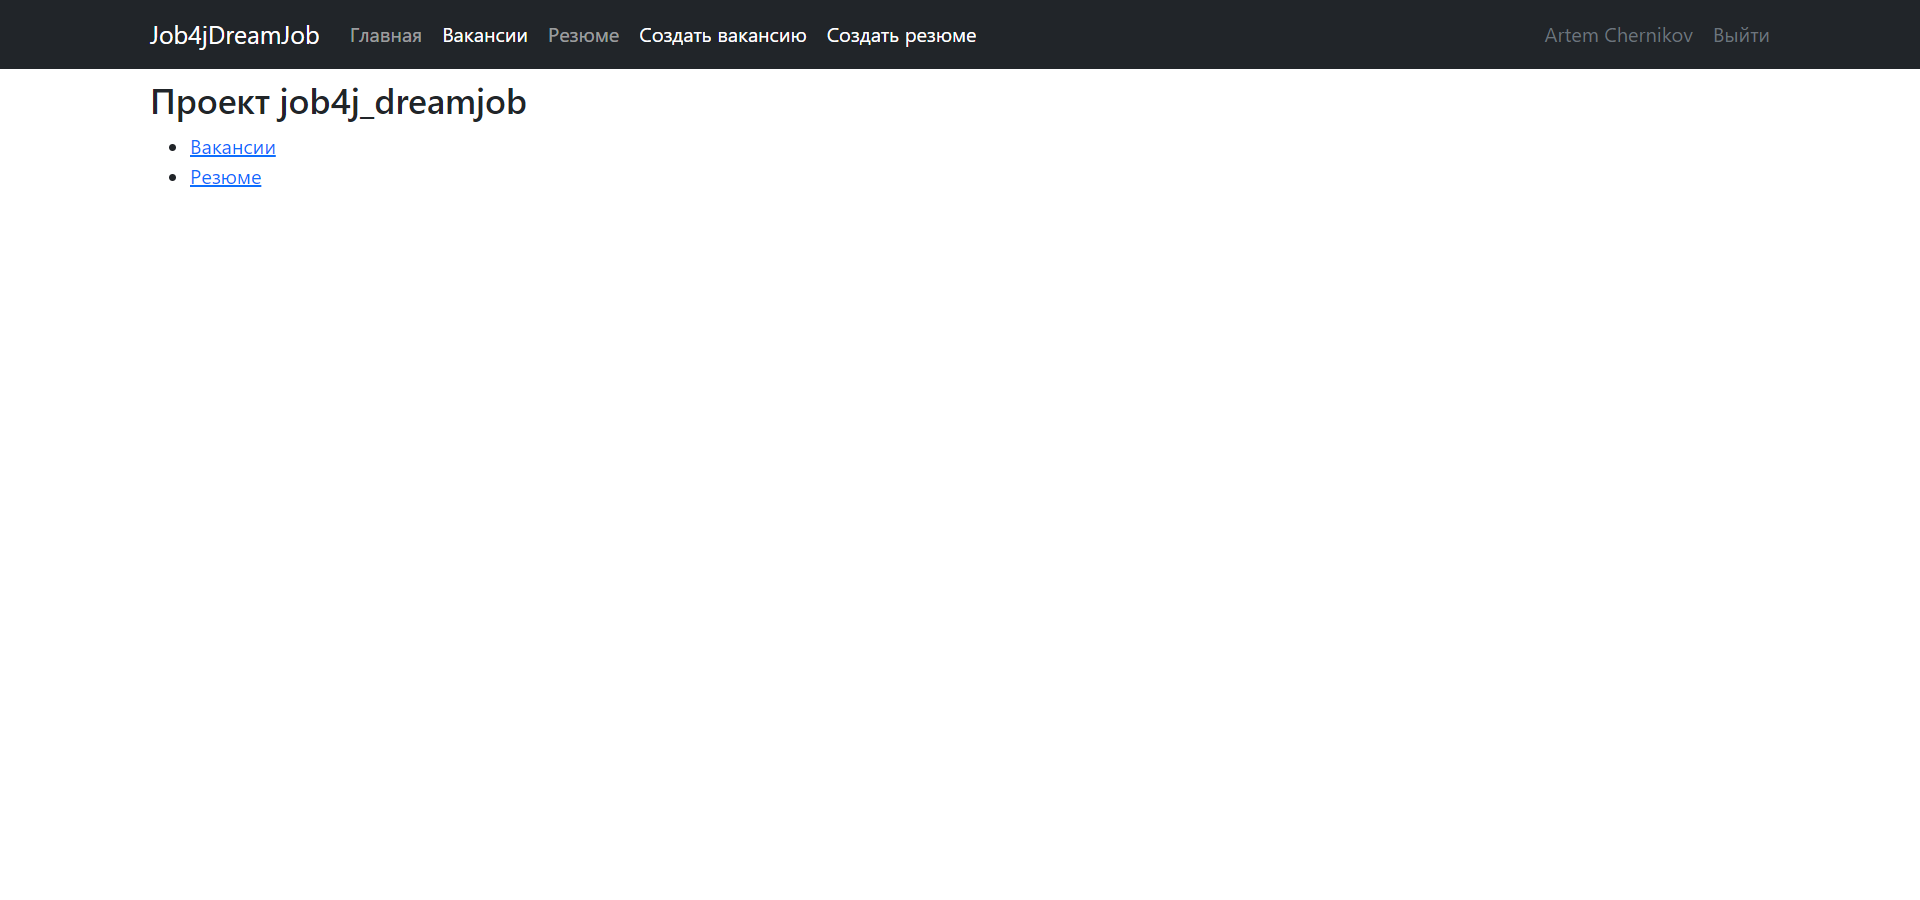 Job4jDreamJob Главная Вакансии Резюме Создать вакансию Создать резюме Artem Chernikov Выйти
Проект job4j_dreamjob
Вакансии
Резюме